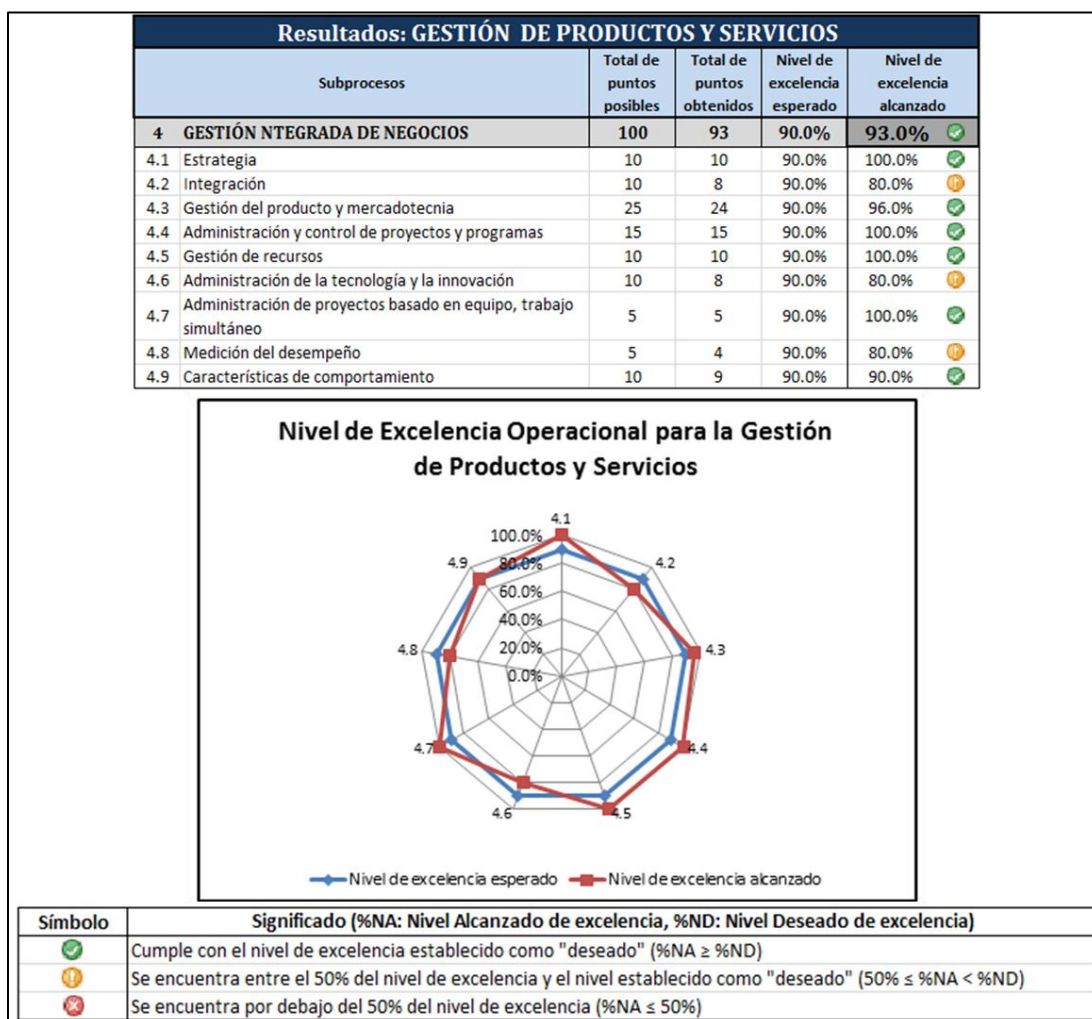 Resultados: GESTIÓN DE PRODUCTOS Y SERVICIOS
Subprocesos Total de puntos posibles Total de puntos obtenidos Nivel de excelencia esperado Nivel de excelencia alcanzado
4 GESTIÓN NTEGRADA DE NEGOCIOS 100 93 90.0% 93.0%
4.1 Estrategia 10 10 90.0% 100.0%
4.2 Integración 10 8 90.0% 80.0%
4.3 Gestión del producto y mercadotecnia 25 24 90.0% 96.0%
4.4 Administración y control de proyectos y programas 15 15 90.0% 100.0%
4.5 Gestión de recursos 10 10 90.0% 100.0%
4.6 Administración de la tecnología y la innovación 10 8 90.0% 80.0%
4.7 Administración de proyectos basado en equipo, trabajo simultáneo 5 5 90.0% 100.0%
4.8 Medición del desempeño 5 4 90.0% 80.0%
4.9 Características de comportamiento 10 9 90.0% 90.0%
Nivel de Excelencia Operacional para la Gestión
de Productos y Servicios
4.1
100.0%
4.9 80.0% 4.2
60.0%
40.0%
4.8 20.0% 4.3
0.0%
4.7 4.4
4.6 4.5
Nivel de excelencia esperado Nivel de excelencia alcanzado
Símbolo Significado (%NA: Nivel Alcanzado de excelencia, %ND: Nivel Deseado de excelencia)
Cumple con el nivel de excelencia establecido como "deseado" (%NA ≥ %ND)
Se encuentra entre el 50% del nivel de excelencia y el nivel establecido como "deseado" (50% ≤ %NA < %ND)
Se encuentra por debajo del 50% del nivel de excelencia (%NA ≤ 50%)